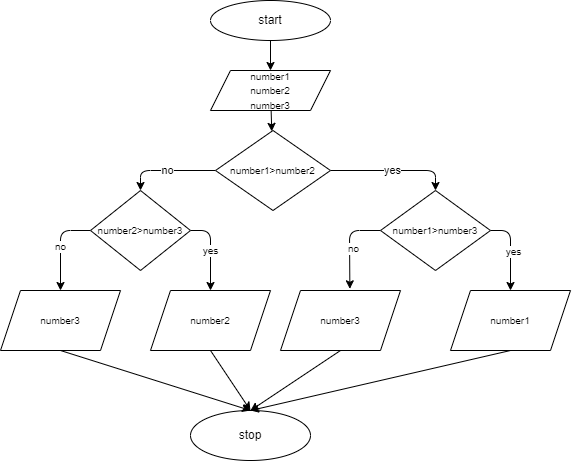 start
number1
number2
number3
number1>number2
no
yes
number2>number3
number1>number3
no
yes
no
yes
number3
number2
number3
number1
stop